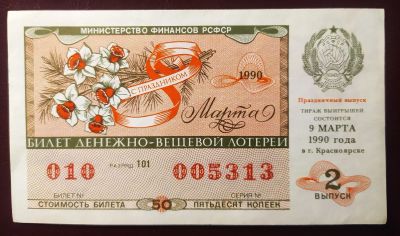 МИНИСТЕРСТВО ФИНАНСОВ РСФСР
С ПРАЗДНИКОМ
8
1990
Марта
Праздничный выпуск
ТИРАЖ ВЫИГРЫШЕЙ
СОСТОИТСЯ
9 МАРТА
1990 года
в г. Красноярске
БИЛЕТ ДЕНЕЖНО-ВЕЩЕВОЙ ЛОТЕРЕИ
010 РАЗРЯД 101 005313
БИЛЕТ № СЕРИЯ №
СТОИМОСТЬ БИЛЕТА 50 ПЯТЬДЕСЯТ КОПЕЕК
2
ВЫПУСК